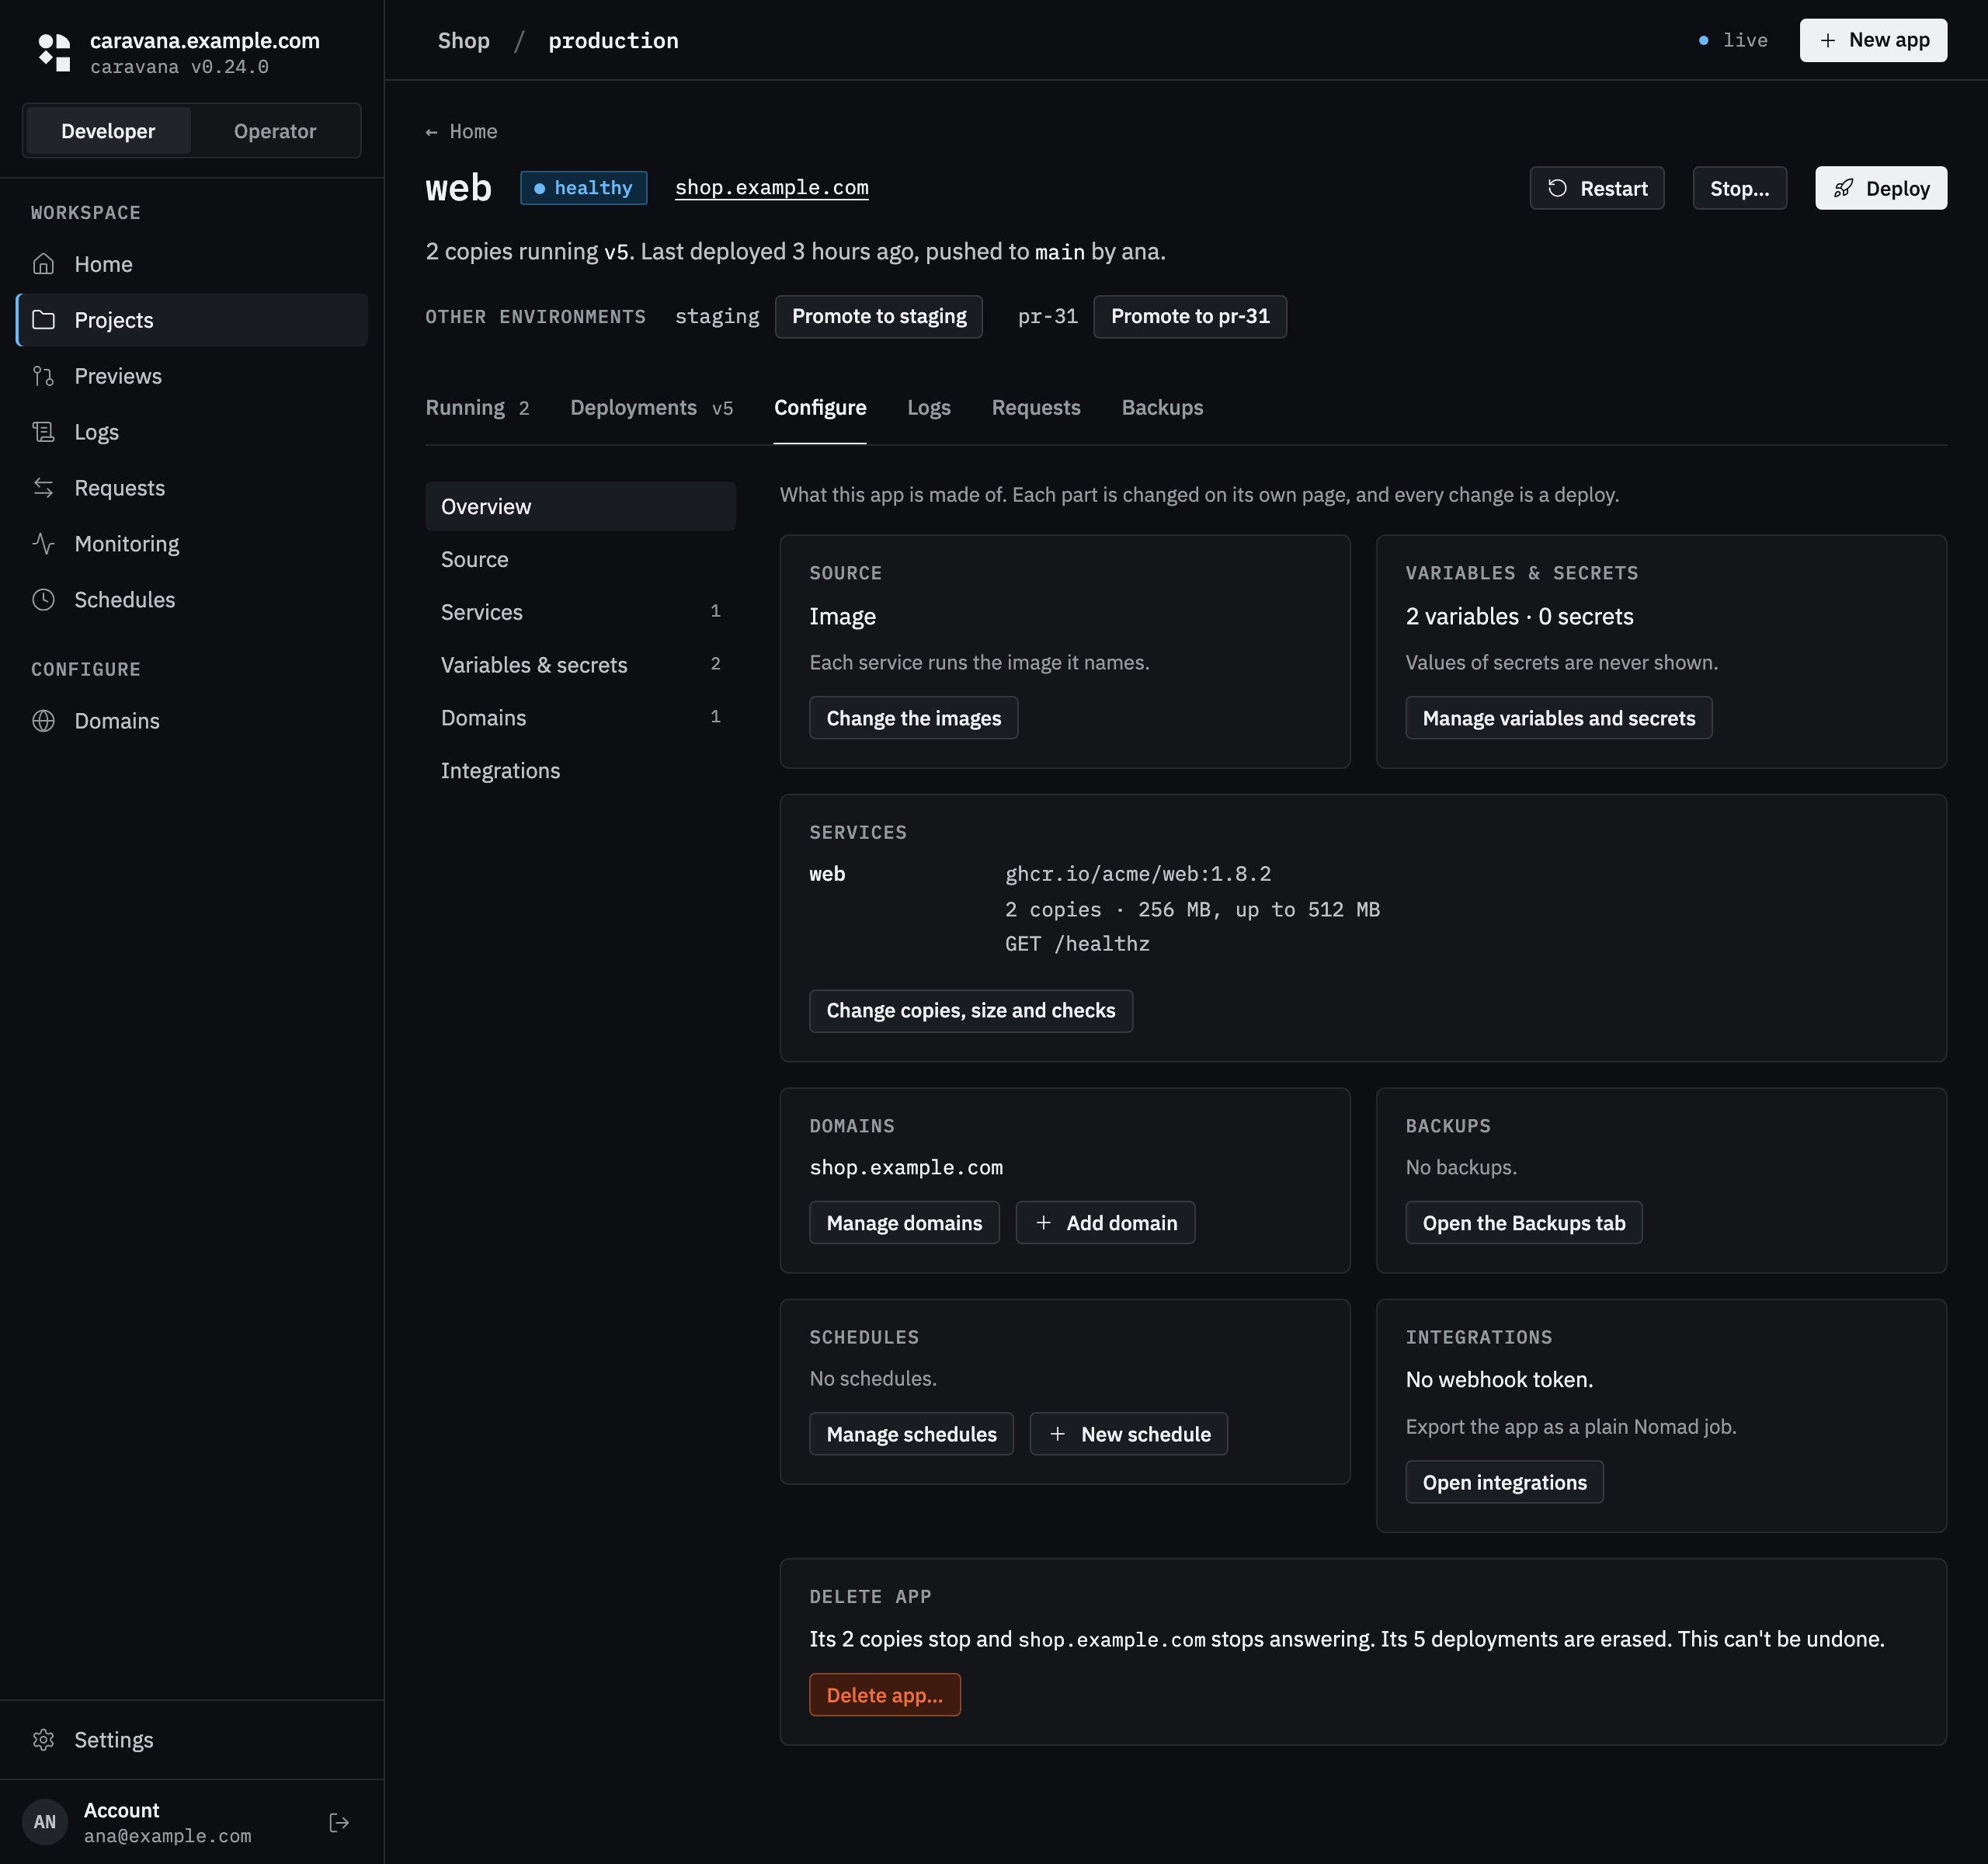 caravana.example.com
caravana v0.24.0
Developer
Operator
WORKSPACE
Home
Projects
Previews
Logs
Requests
Monitoring
Schedules
CONFIGURE
Domains
Settings
AN
Account
ana@example.com
Shop / production
live
+ New app
← Home
web
healthy
shop.example.com
Restart
Stop...
Deploy
2 copies running v5. Last deployed 3 hours ago, pushed to main by ana.
OTHER ENVIRONMENTS staging Promote to staging pr-31 Promote to pr-31
Running 2 Deployments v5 Configure Logs Requests Backups
Overview
Source
Services 1
Variables & secrets 2
Domains 1
Integrations
What this app is made of. Each part is changed on its own page, and every change is a deploy.
SOURCE
Image
Each service runs the image it names.
Change the images
VARIABLES & SECRETS
2 variables · 0 secrets
Values of secrets are never shown.
Manage variables and secrets
SERVICES
web
ghcr.io/acme/web:1.8.2
2 copies · 256 MB, up to 512 MB
GET /healthz
Change copies, size and checks
DOMAINS
shop.example.com
Manage domains
+ Add domain
BACKUPS
No backups.
Open the Backups tab
SCHEDULES
No schedules.
Manage schedules
+ New schedule
INTEGRATIONS
No webhook token.
Export the app as a plain Nomad job.
Open integrations
DELETE APP
Its 2 copies stop and shop.example.com stops answering. Its 5 deployments are erased. This can't be undone.
Delete app...